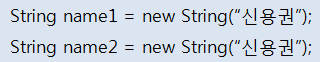 String name1 = new String(“신용권”);
String name2 = new String(“신용권”);